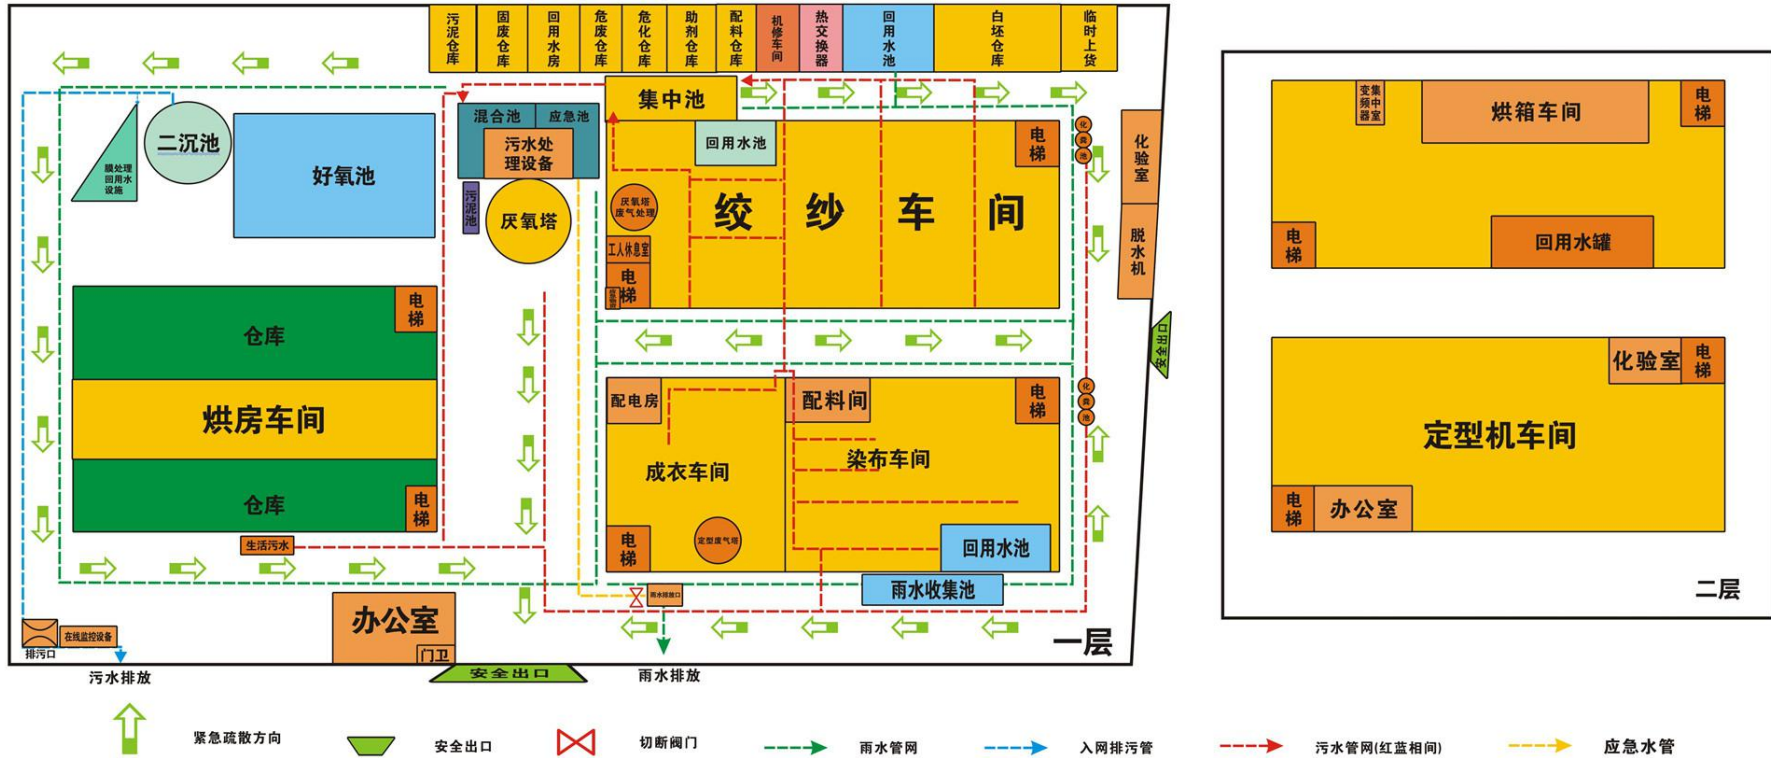 污泥仓库
固废仓库
回用水房
危废仓库
危化仓库
助剂仓库
配料仓库
机修车间
热交换器
回用水池
白坯仓库
临时上货
集中池
混合池
应急池
污水处
理设备
二沉池
膜处理
回用水
设施
好氧池
污泥池
厌氧塔
回用水池
电梯
化粪池
化验室
脱水机
绞纱车间
厌氧塔
废气处理
工人休息室
电梯
安全出口
仓库
电梯
烘房车间
仓库
电梯
生活污水
配电房
配料间
电梯
化粪池
成衣车间
染布车间
电梯
定型废气塔
回用水池
雨水收集池
雨水排放口
办公室
门卫
在线监控设备
排污口
污水排放
安全出口
雨水排放
一层
变频器
集中室
烘箱车间
电梯
电梯
回用水罐
化验室
电梯
定型机车间
电梯
办公室
二层
紧急疏散方向
安全出口
切断阀门
雨水管网
入网排污管
污水管网(红蓝相间)
应急水管